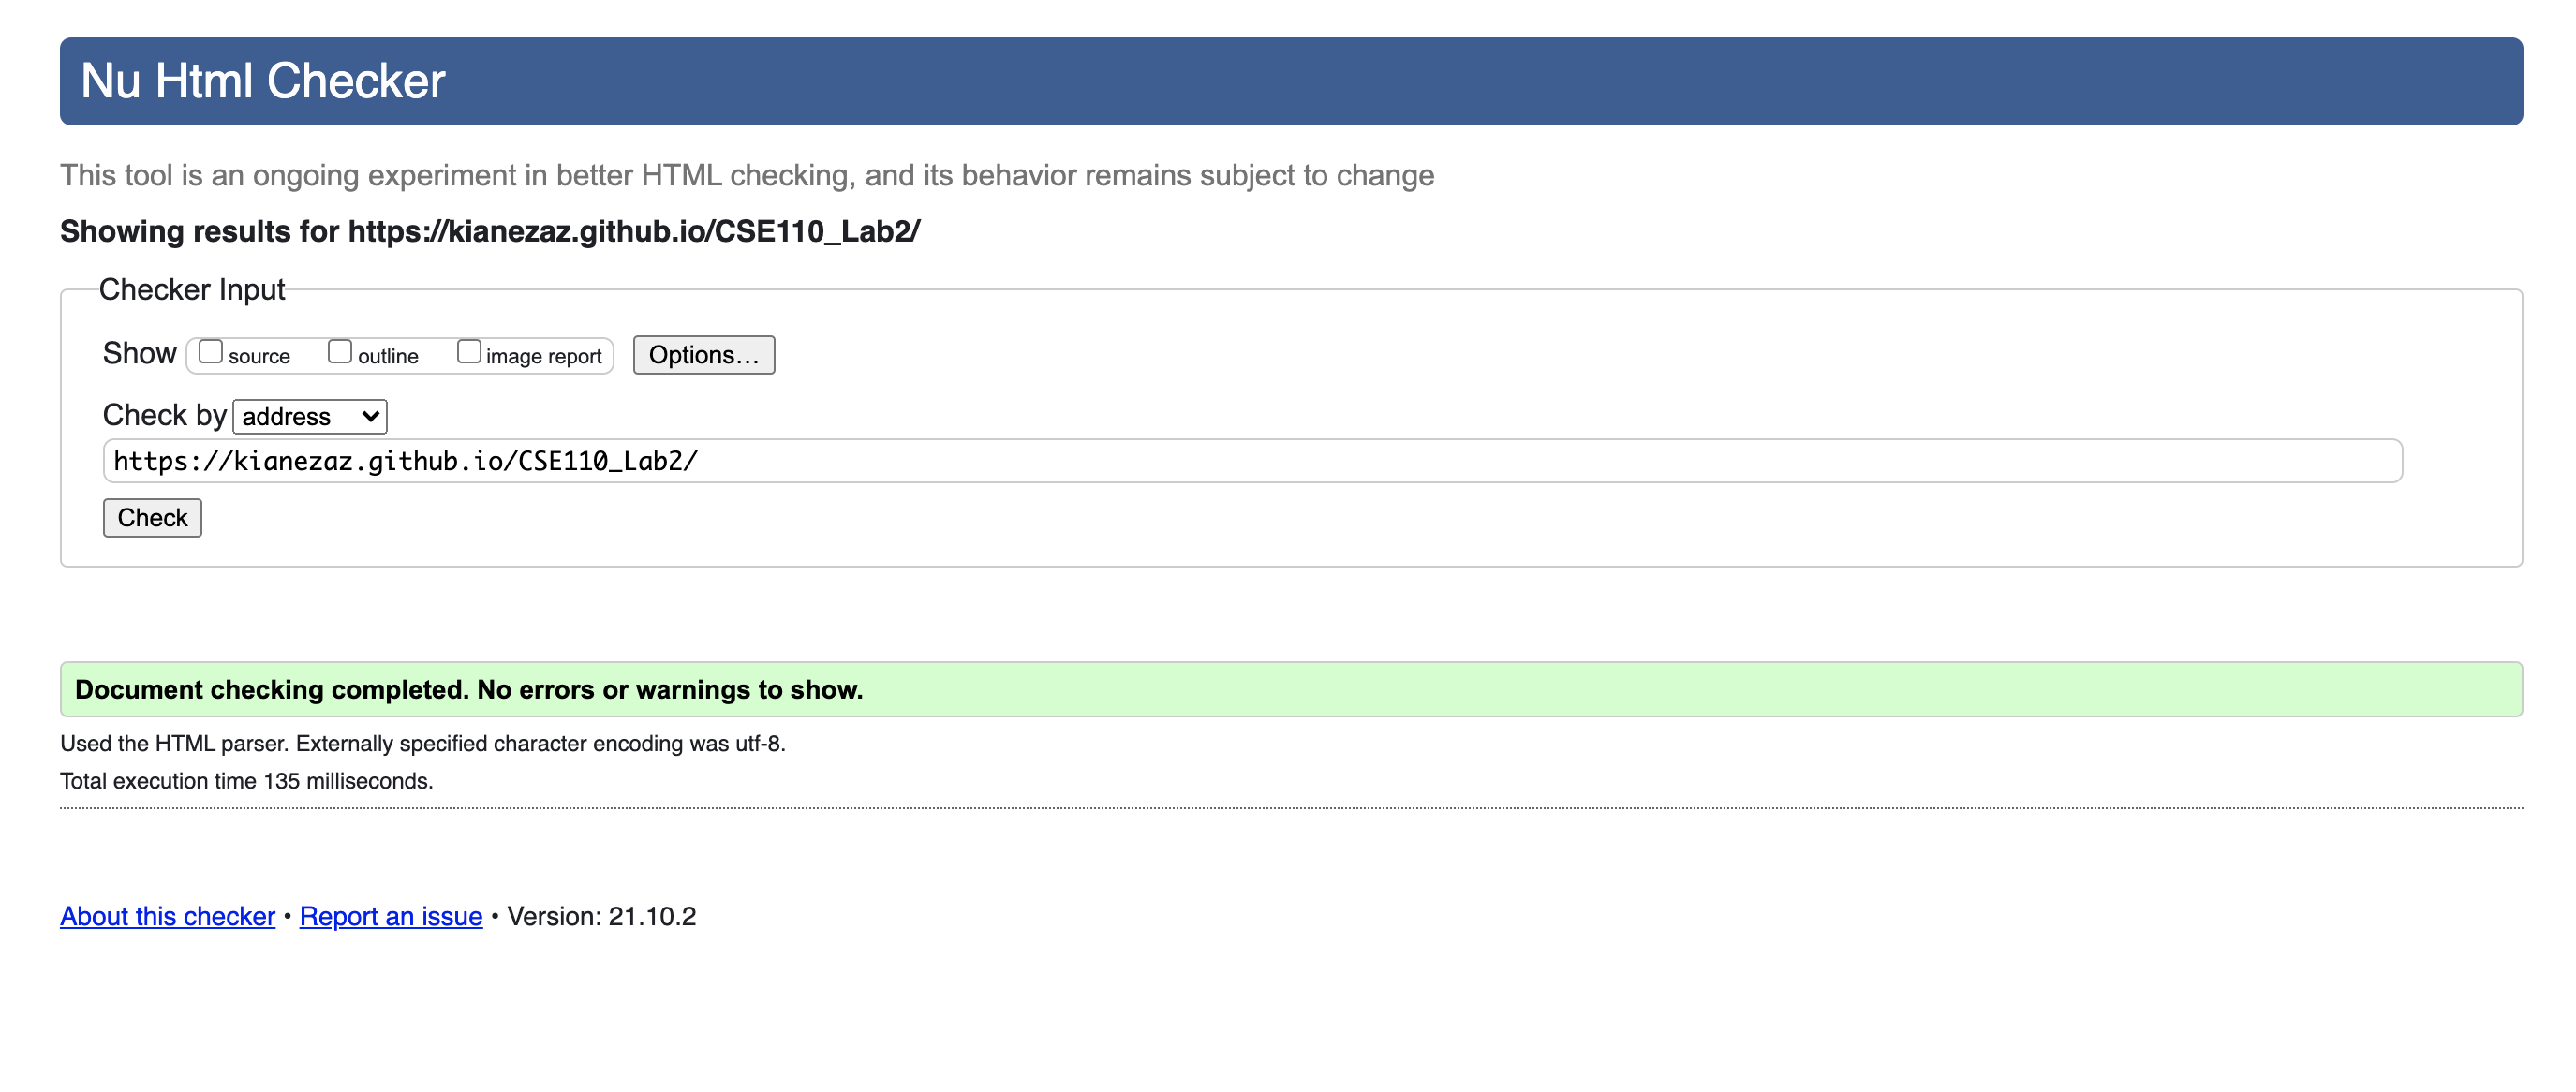 Nu Html Checker
This tool is an ongoing experiment in better HTML checking, and its behavior remains subject to change
Showing results for https://kianezaz.github.io/CSE110_Lab2/
Checker Input
Show source outline image report Options...
Check by address
https://kianezaz.github.io/CSE110_Lab2/
Check
Document checking completed. No errors or warnings to show.
Used the HTML parser. Externally specified character encoding was utf-8.
Total execution time 135 milliseconds.
About this checker • Report an issue • Version: 21.10.2